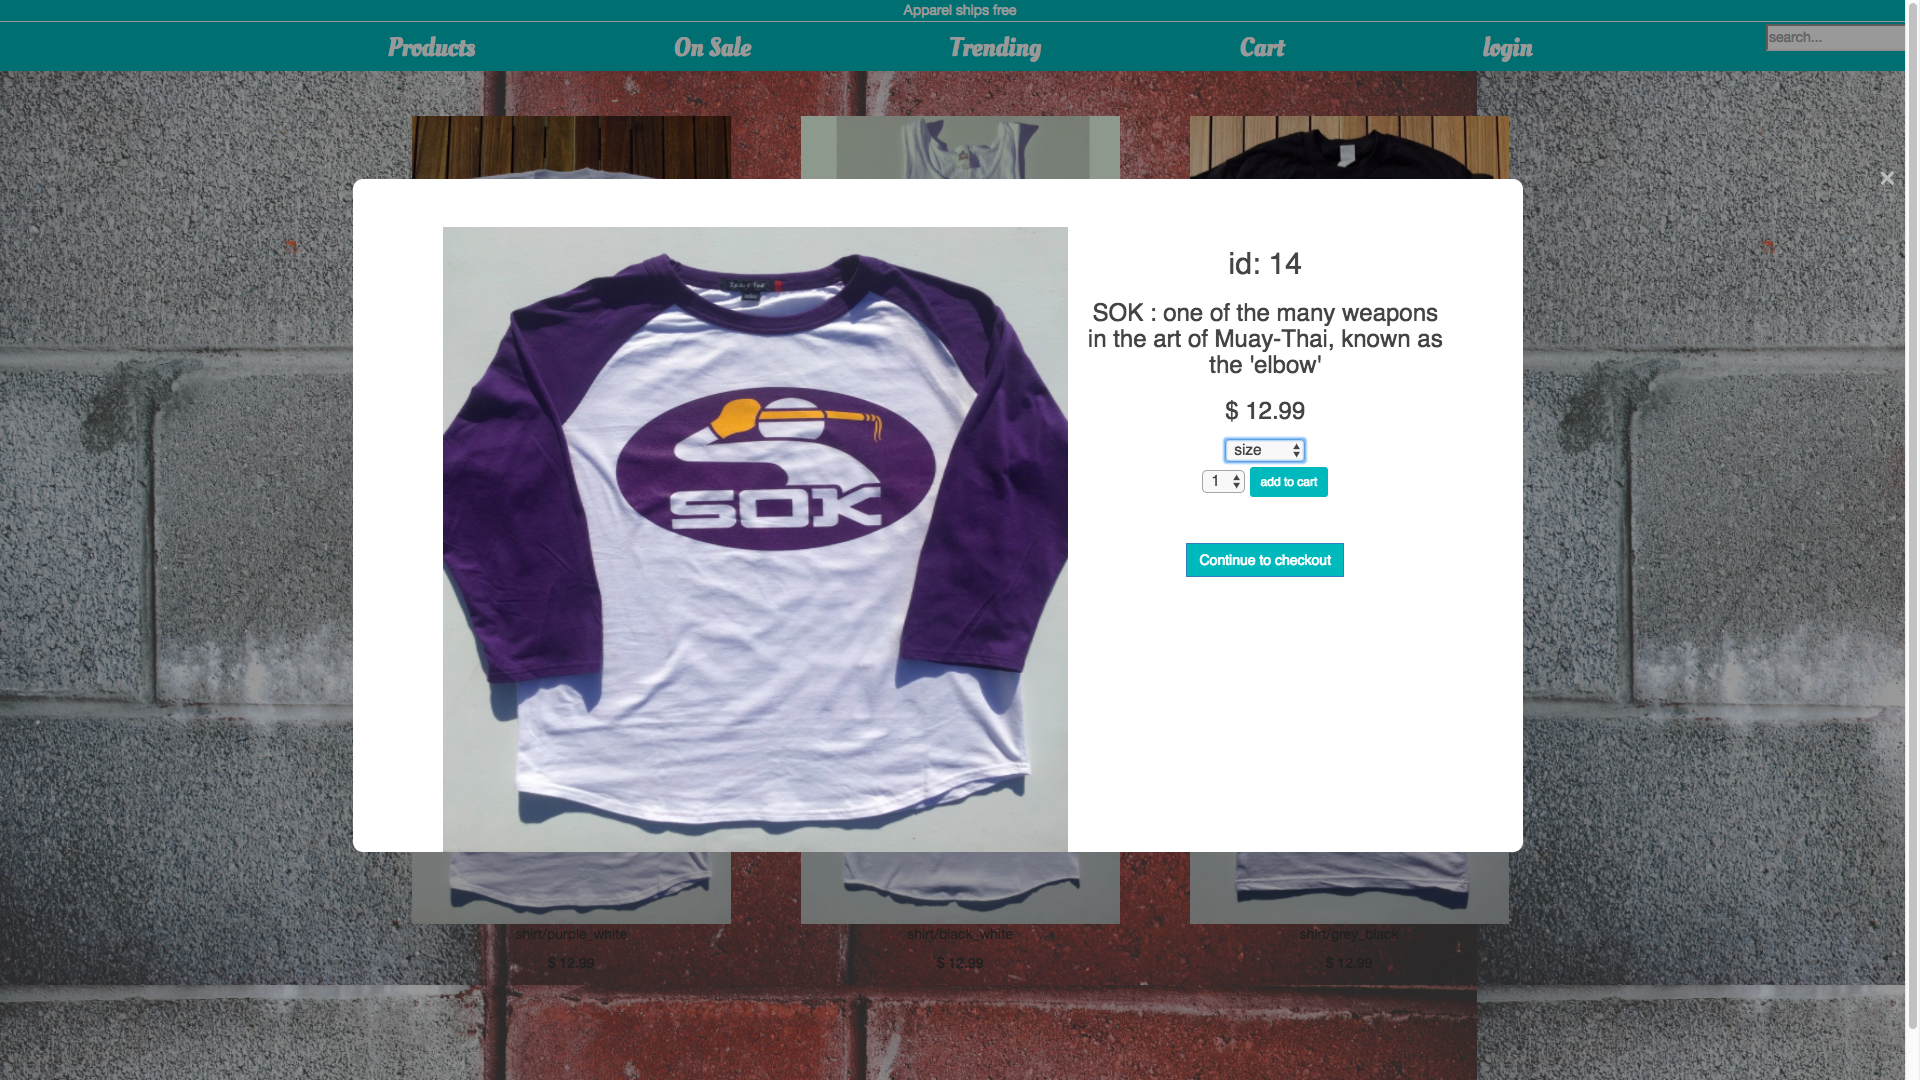 Apparel ships free
Products
On Sale
Trending
Cart
login
search...
×
id: 14
SOK : one of the many weapons
in the art of Muay-Thai, known as
the 'elbow'
$ 12.99
size
1
add to cart
Continue to checkout
SOK
shirt/purple_white
shirt/black_white
shirt/grey_black
$ 12.99
$ 12.99
$ 12.99